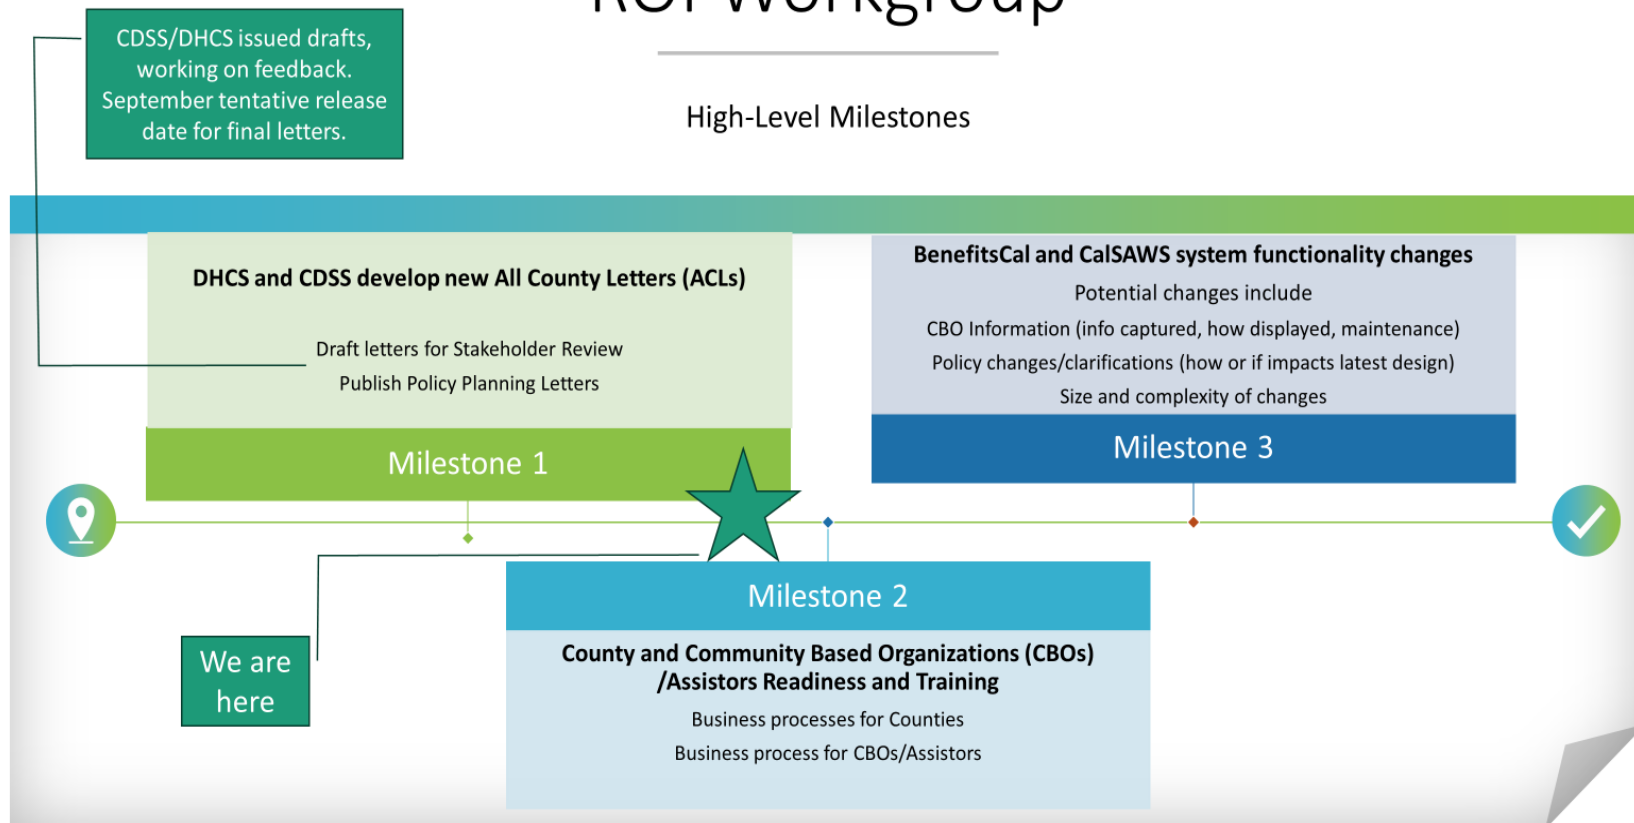 ROI Workgroup
High-Level Milestones
CDSS/DHCS issued drafts,
working on feedback.
September tentative release
date for final letters.
DHCS and CDSS develop new All County Letters (ACLs)
Draft letters for Stakeholder Review
Publish Policy Planning Letters
Milestone 1
BenefitsCal and CalSAWS system functionality changes
Potential changes include
CBO Information (info captured, how displayed, maintenance)
Policy changes/clarifications (how or if impacts latest design)
Size and complexity of changes
Milestone 3
We are
here
Milestone 2
County and Community Based Organizations (CBOs)
/Assistors Readiness and Training
Business processes for Counties
Business process for CBOs/Assistors